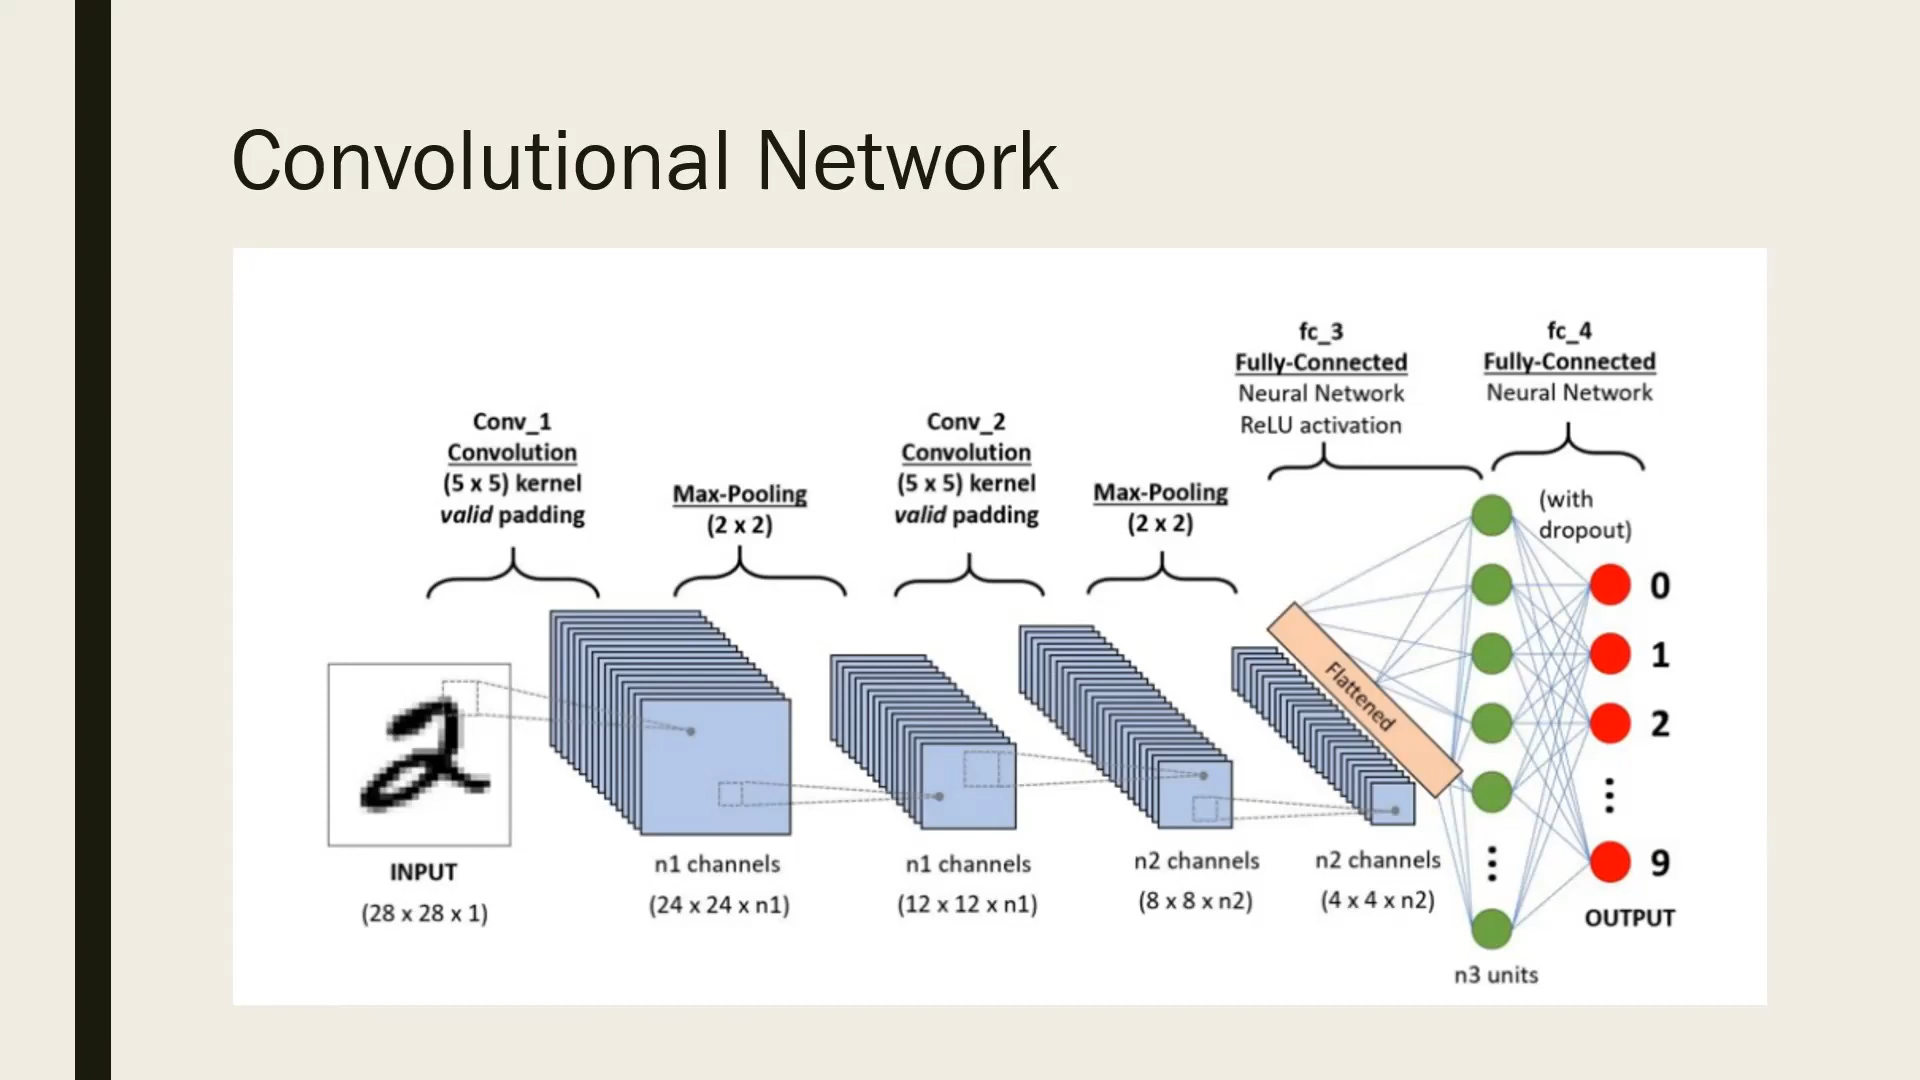 Convolutional Network
fc_3
Fully-Connected
Neural Network
ReLU activation
fc_4
Fully-Connected
Neural Network
Conv_1
Convolution
(5 x 5) kernel
valid padding
Max-Pooling
(2 x 2)
Conv_2
Convolution
(5 x 5) kernel
valid padding
Max-Pooling
(2 x 2)
(with
dropout)
Flattened
0
1
2
9
INPUT
(28 x 28 x 1)
n1 channels
(24 x 24 x n1)
n1 channels
(12 x 12 x n1)
n2 channels
(8 x 8 x n2)
n2 channels
(4 x 4 x n2)
OUTPUT
n3 units